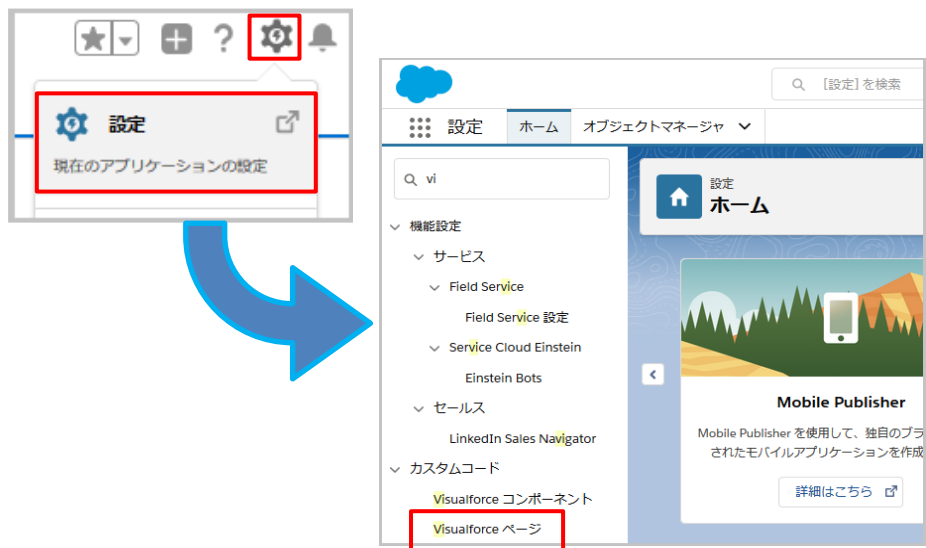 設定
現在のアプリケーションの設定
[設定] を検索
設定
ホーム
オブジェクトマネージャ
vi
機能設定
サービス
Field Service
Field Service 設定
Service Cloud Einstein
Einstein Bots
セールス
LinkedIn Sales Navigator
カスタムコード
Visualforce コンポーネント
Visualforce ページ
設定
ホーム
Mobile Publisher
Mobile Publisher を使用して、独自のブラ
されたモバイルアプリケーションを作成
詳細はこちら